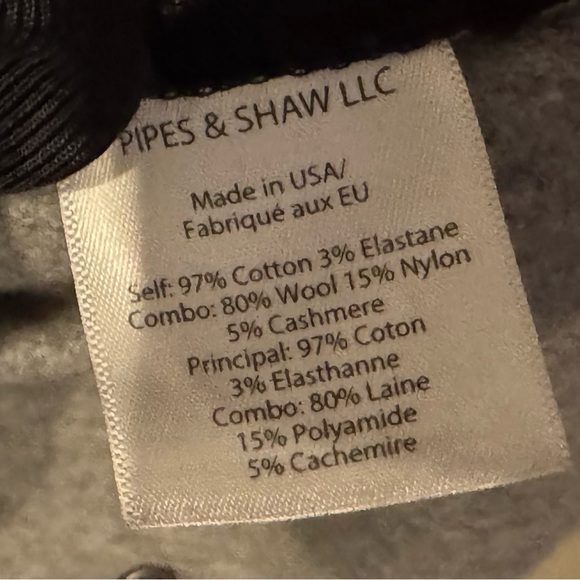 PIPES & SHAW LLC
Made in USA/
Fabriqué aux EU
Self: 97% Cotton 3% Elastane
Combo: 80% Wool 15% Nylon
5% Cashmere
Principal: 97% Coton
3% Elasthanne
Combo: 80% Laine
15% Polyamide
5% Cachemire